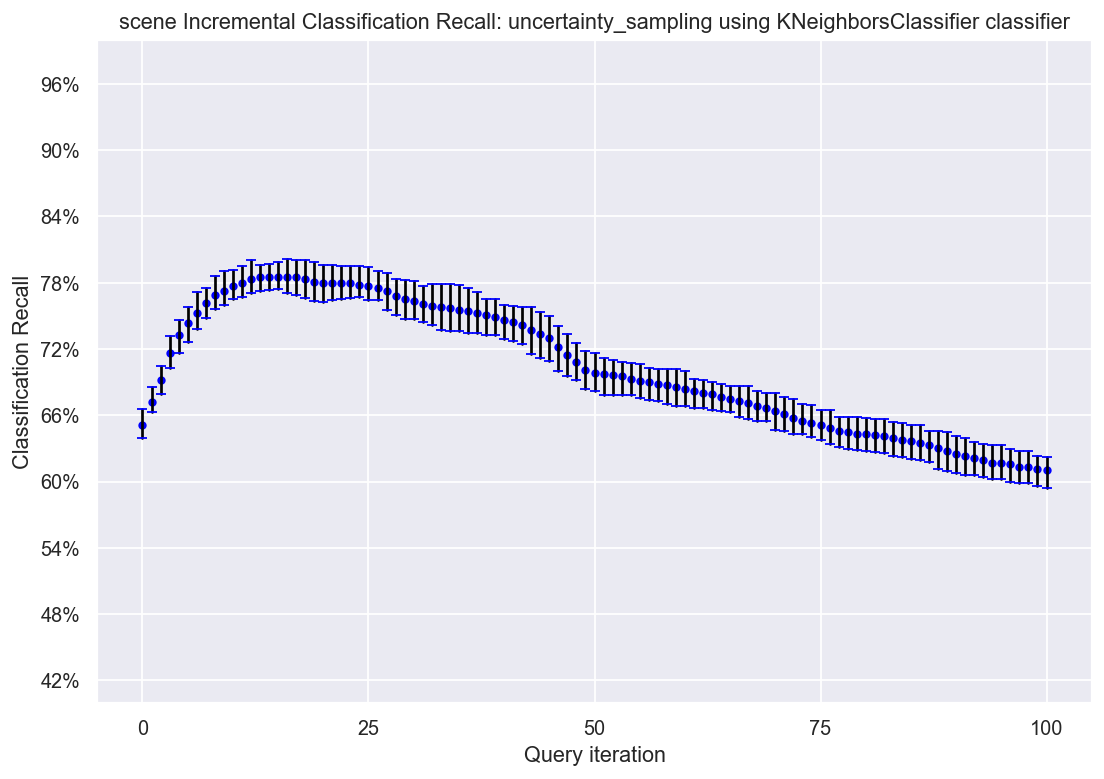 scene Incremental Classification Recall: uncertainty_sampling using KNeighborsClassifier classifier
96%
90%
84%
78%
72%
66%
60%
54%
48%
42%
Classification Recall
0 25 50 75 100
Query iteration